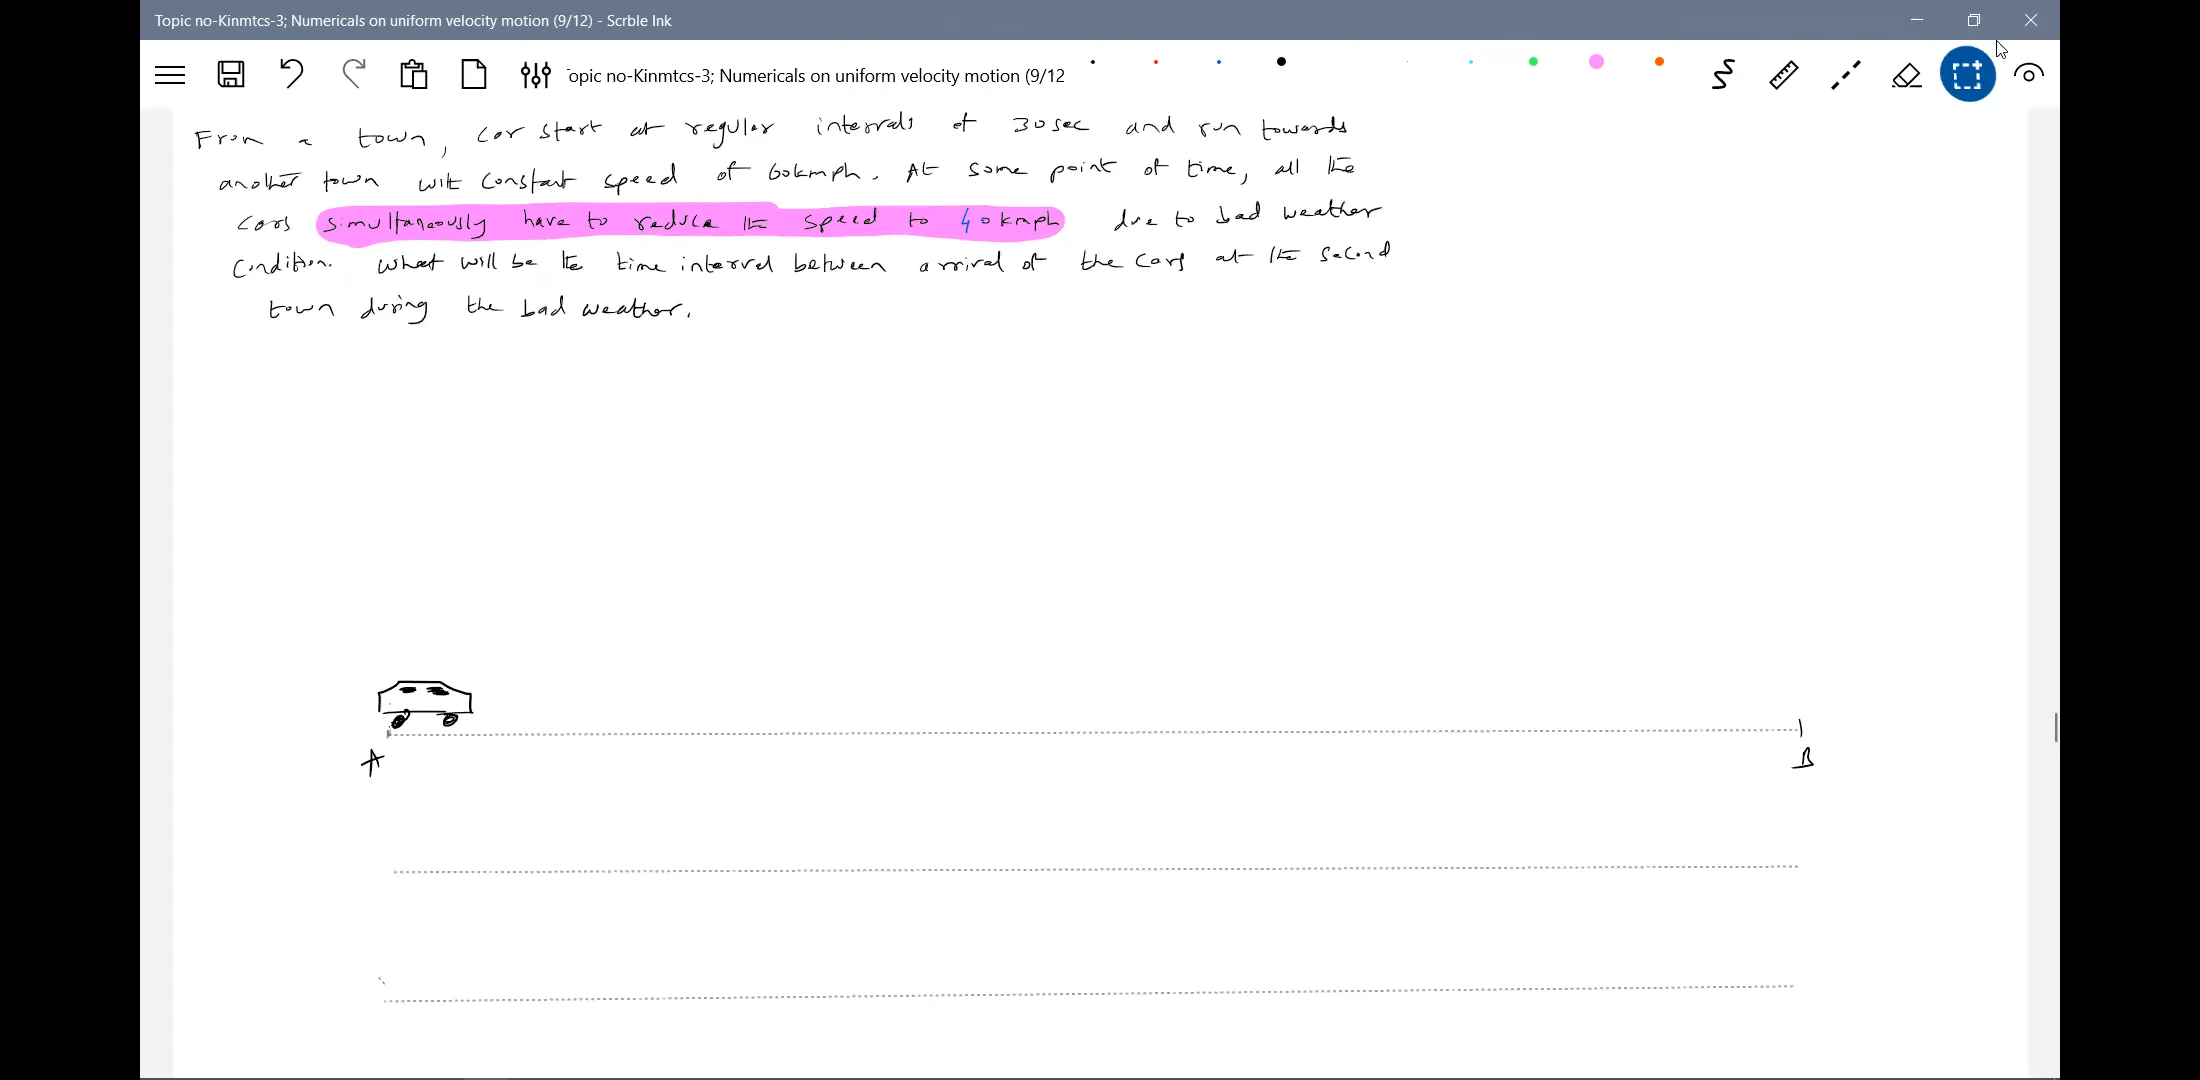 Topic no-Kinmtcs-3; Numericals on uniform velocity motion (9/12) - Scrble Ink
opic no-Kinmtcs-3; Numericals on uniform velocity motion (9/12
From a town, car start at regular intervals of 30 sec and run towards
another town with constant speed of 60kmph. At some point of time, all the
cars simultaneously have to reduce the speed to 40kmph due to bad weather
Condition. What will be the time interval between arrival of the cars at the second
town during the bad weather.
A B